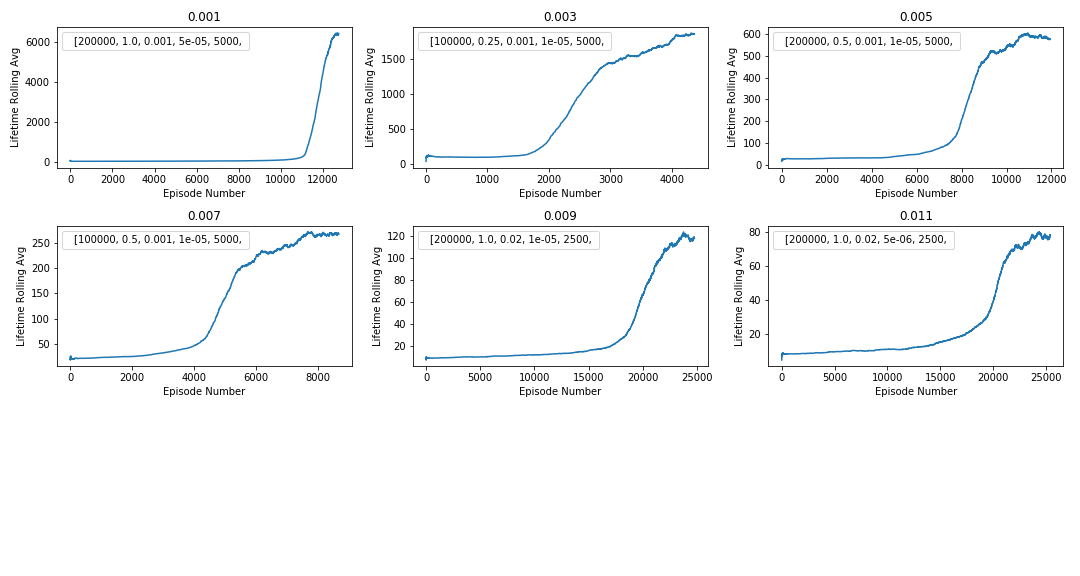 0.001
[200000, 1.0, 0.001, 5e-05, 5000,
Lifetime Rolling Avg
6000
4000
2000
0
0 2000 4000 6000 8000 10000 12000
Episode Number
0.003
[100000, 0.25, 0.001, 1e-05, 5000,
Lifetime Rolling Avg
1500
1000
500
0
0 1000 2000 3000 4000
Episode Number
0.005
[200000, 0.5, 0.001, 1e-05, 5000,
Lifetime Rolling Avg
600
500
400
300
200
100
0
0 2000 4000 6000 8000 10000 12000
Episode Number
0.007
[100000, 0.5, 0.001, 1e-05, 5000,
Lifetime Rolling Avg
250
200
150
100
50
0 2000 4000 6000 8000
Episode Number
0.009
[200000, 1.0, 0.02, 1e-05, 2500,
Lifetime Rolling Avg
120
100
80
60
40
20
0 5000 10000 15000 20000 25000
Episode Number
0.011
[200000, 1.0, 0.02, 5e-06, 2500,
Lifetime Rolling Avg
80
60
40
20
0 5000 10000 15000 20000 25000
Episode Number